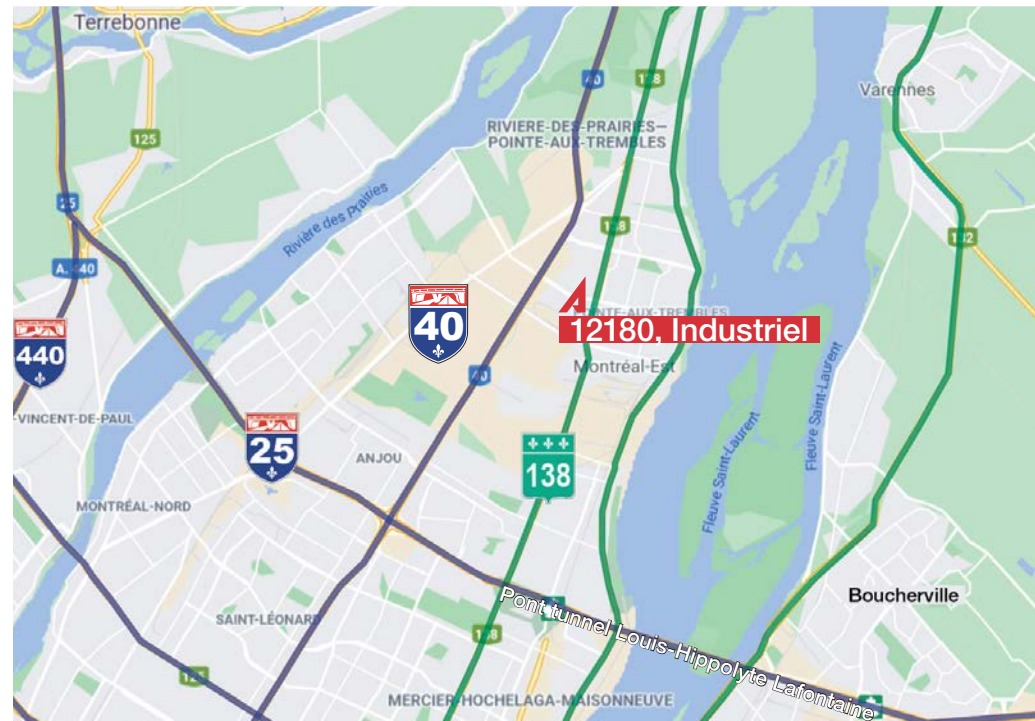 Terrebonne
40
138
Varennes
125
RIVIERE-DES-PRAIRIES—
POINTE-AUX-TREMBLES
25
Rivière des Prairies
138
132
A. 440
40
12180, Industriel
440
40
Montréal-Est
Fleuve Saint-Laurent
-VINCENT-DE-PAUL
25
ANJOU
138
Fleuve Saint-Laurent
MONTRÉAL-NORD
Boucherville
SAINT-LÉONARD
138
Pont tunnel Louis-Hippolyte Lafontaine
MERCIER-HOCHELAGA-MAISONNEUVE